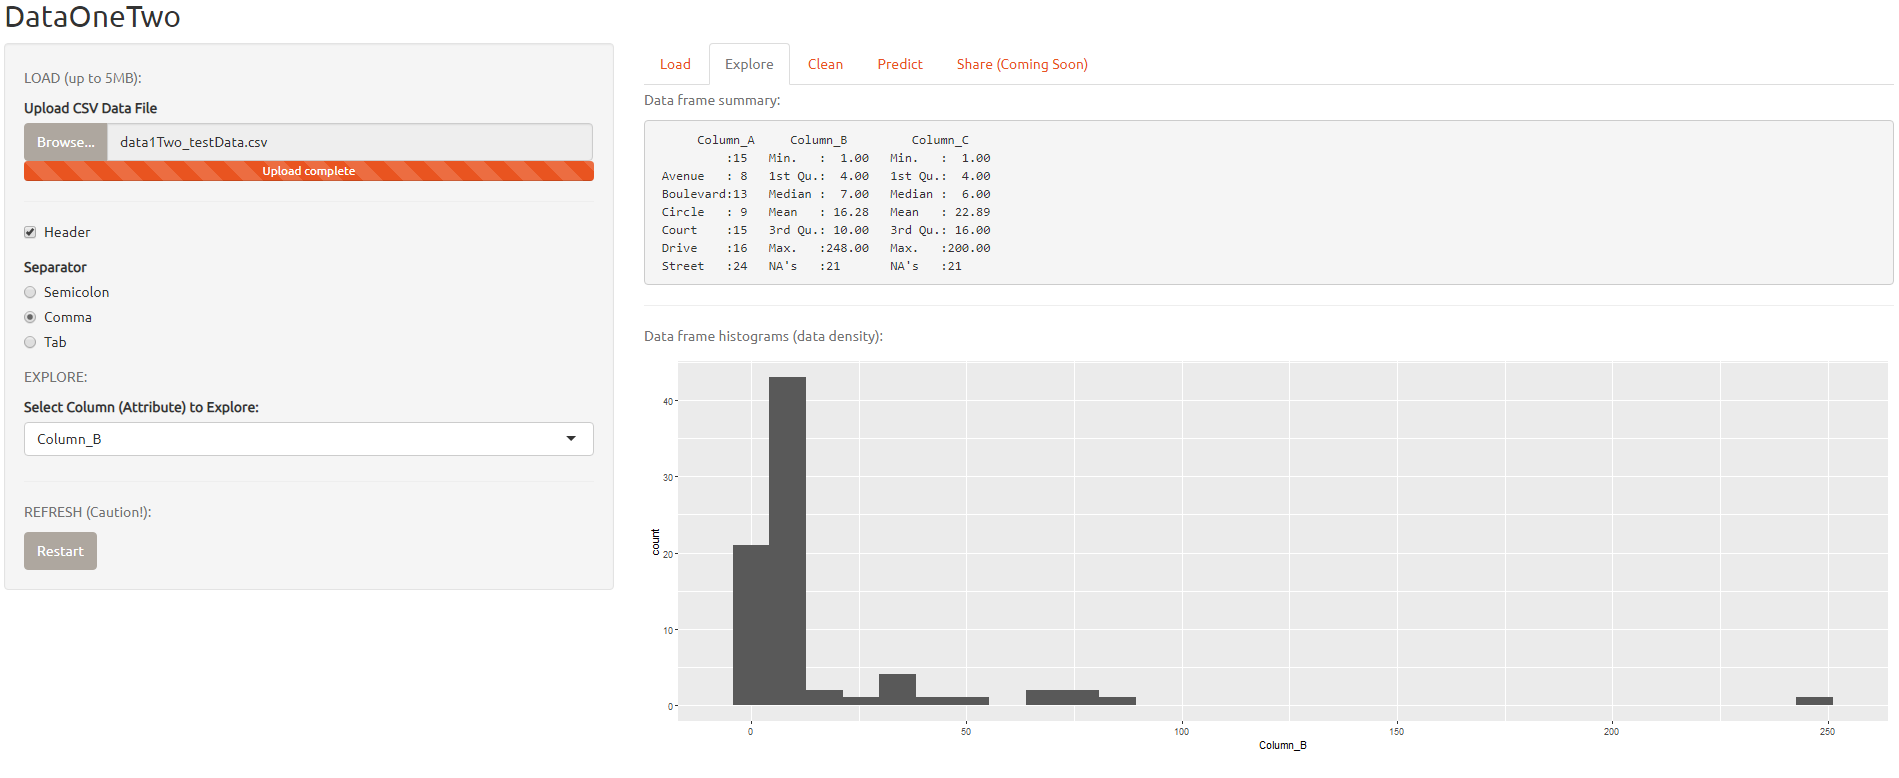 DataOneTwo
LOAD (up to 5MB):
Upload CSV Data File
Browse... data1Two_testData.csv
Upload complete
Header
Separator
Semicolon
Comma
Tab
EXPLORE:
Select Column (Attribute) to Explore:
Column_B
REFRESH (Caution!):
Restart
Load Explore Clean Predict Share (Coming Soon)
Data frame summary:
Column_A Column_B Column_C
:15 Min. : 1.00 Min. : 1.00
Avenue : 8 1st Qu.: 4.00 1st Qu.: 4.00
Boulevard:13 Median : 7.00 Median : 6.00
Circle : 9 Mean : 16.28 Mean : 22.89
Court :15 3rd Qu.: 10.00 3rd Qu.: 16.00
Drive :16 Max. :248.00 Max. :200.00
Street :24 NA's :21 NA's :21
Data frame histograms (data density):
40
30
20
10
0
count
0 50 100 150 200 250
Column_B